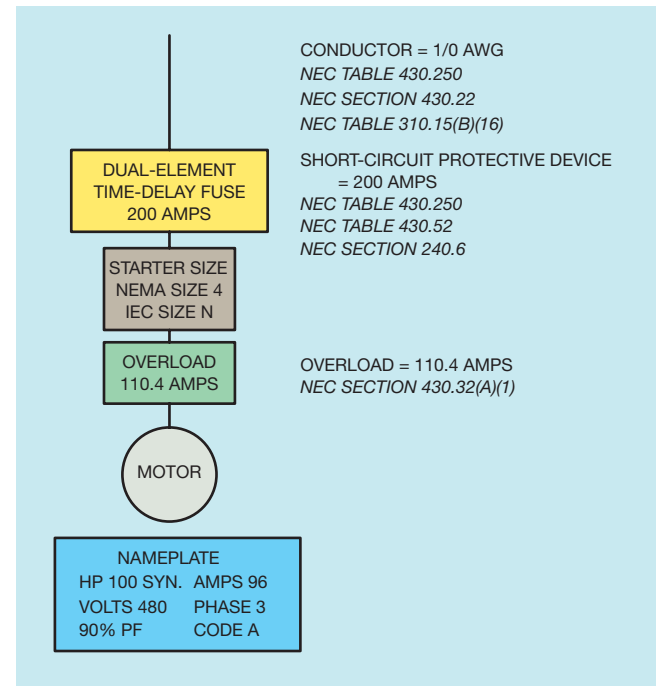 CONDUCTOR = 1/0 AWG
NEC TABLE 430.250
NEC SECTION 430.22
NEC TABLE 310.15(B)(16)
DUAL-ELEMENT
TIME-DELAY FUSE
200 AMPS
SHORT-CIRCUIT PROTECTIVE DEVICE
= 200 AMPS
NEC TABLE 430.250
NEC TABLE 430.52
NEC SECTION 240.6
STARTER SIZE
NEMA SIZE 4
IEC SIZE N
OVERLOAD
110.4 AMPS
OVERLOAD = 110.4 AMPS
NEC SECTION 430.32(A)(1)
MOTOR
NAMEPLATE
HP 100 SYN. AMPS 96
VOLTS 480 PHASE 3
90% PF CODE A